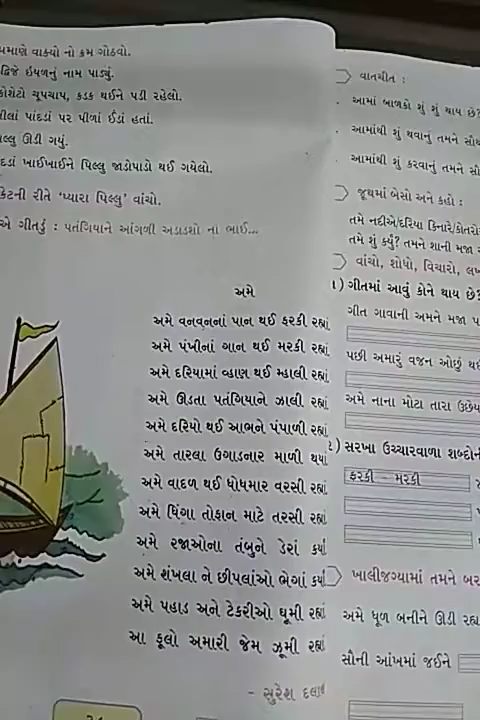 પ્રમાણે વાક્યો નો ક્રમ ગોઠવો.
દ્વિજે ઇયળનું નામ પાડ્યું.
કોશેટો ચૂપચાપ, કડક થઈને પડી રહેલો.
લીલાં પાંદડાં પર પીળાં ઈંડાં હતાં.
લ્લુ ઊડી ગયું.
દડાં ખાઈખાઈને પિલ્લુ જાડોપાડો થઈ ગયેલો.
કેટની રીતે 'પ્યારા પિલ્લુ' વાંચો.
એ ગીતડું : પતંગિયાને આંગળી અડાડશો ના ભાઈ...
અમે
અમે વનવનનાં પાન થઈ ફરકી રહ્યાં
અમે પંખીનાં ગાન થઈ મરકી રહ્યાં
અમે દરિયામાં વ્હાણ થઈ મ્હાલી રહ્યાં
અમે ઊડતા પતંગિયાને ઝાલી રહ્યાં
અમે દરિયો થઈ આભને પંપાળી રહ્યાં
અમે તારલા ઉગાડનાર માળી થયાં
અમે વાદળ થઈ ધોધમાર વરસી રહ્યાં
અમે ધિંગા તોફાન માટે તરસી રહ્યાં
અમે રજાઓના તંબુને ડેરાં કર્યાં
અમે શંખલા ને છીપલાંઓ ભેગાં કર્યાં
અમે પહાડ અને ટેકરીઓ ઘૂમી રહ્યાં
આ ફૂલો અમારી જેમ ઝૂમી રહ્યાં
- સુરેશ દલાલ
વાતચીત :
આમાં બાળકો શું શું થાય છે?
આમાંથી શું થવાનું તમને સૌથ
આમાંથી શું કરવાનું તમને સૌ
જૂથમાં બેસો અને કહો :
તમે નદીએ/દરિયા કિનારે/કોતરો
તમે શું કર્યું? તમને શાની મજા
વાંચો, શોધો, વિચારો, લખ
૧) ગીતમાં આવું કોને થાય છે?
ગીત ગાવાની અમને મજા પ
પછી અમારું વજન ઓછું થઈ
અમે નાના મોટા તારા ઉછેર
૨) સરખા ઉચ્ચારવાળા શબ્દોની
ફરકી - મરકી
ખાલીજગ્યામાં તમને બર
અમે ધૂળ બનીને ઊડી રહ્ય
સૌની આંખમાં જઈને